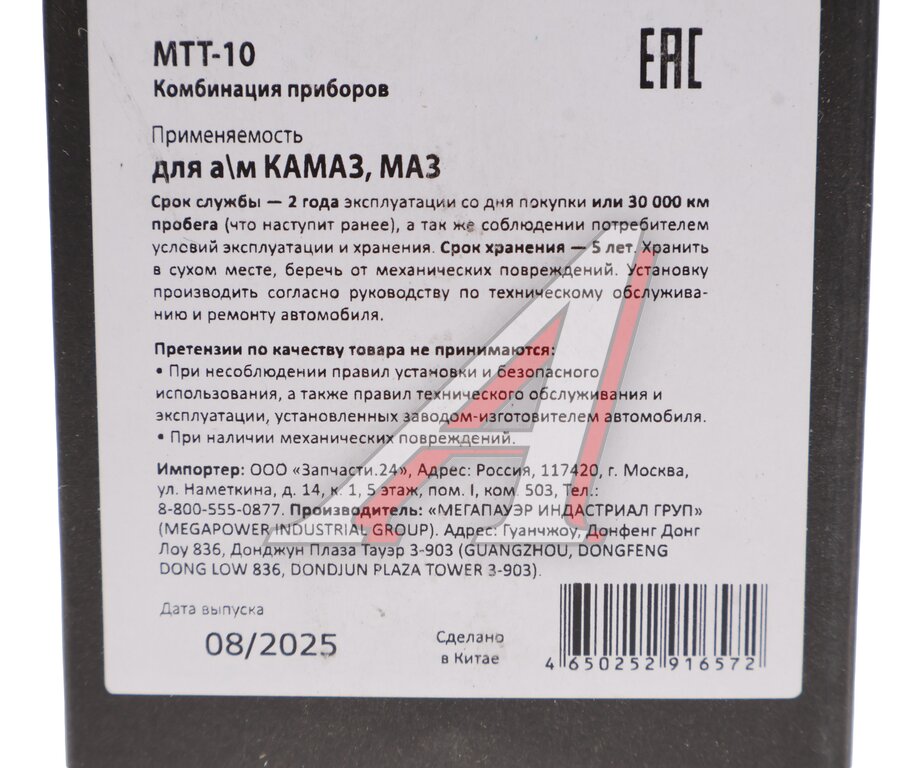 МТТ-10
Комбинация приборов
EAC
Применяемость
для а\м КАМАЗ, МАЗ
Срок службы — 2 года эксплуатации со дня покупки или 30 000 км
пробега (что наступит ранее), а так же соблюдении потребителем
условий эксплуатации и хранения. Срок хранения — 5 лет. Хранить
в сухом месте, беречь от механических повреждений. Установку
производить согласно руководству по техническому обслужива-
нию и ремонту автомобиля.
Претензии по качеству товара не принимаются:
• При несоблюдении правил установки и безопасного
использования, а также правил технического обслуживания и
эксплуатации, установленных заводом-изготовителем автомобиля.
• При наличии механических повреждений.
Импортер: ООО «Запчасти.24», Адрес: Россия, 117420, г. Москва,
ул. Наметкина, д. 14, к. 1, 5 этаж, пом. I, ком. 503, Тел.:
8-800-555-0877. Производитель: «МЕГАПАУЭР ИНДАСТРИАЛ ГРУП»
(MEGAPOWER INDUSTRIAL GROUP). Адрес: Гуанчжоу, Донфенг Донг
Лоу 836, Донджун Плаза Тауэр 3-903 (GUANGZHOU, DONGFENG
DONG LOW 836, DONDJUN PLAZA TOWER 3-903).
Дата выпуска
08/2025
Сделано
в Китае
4 650252 916572